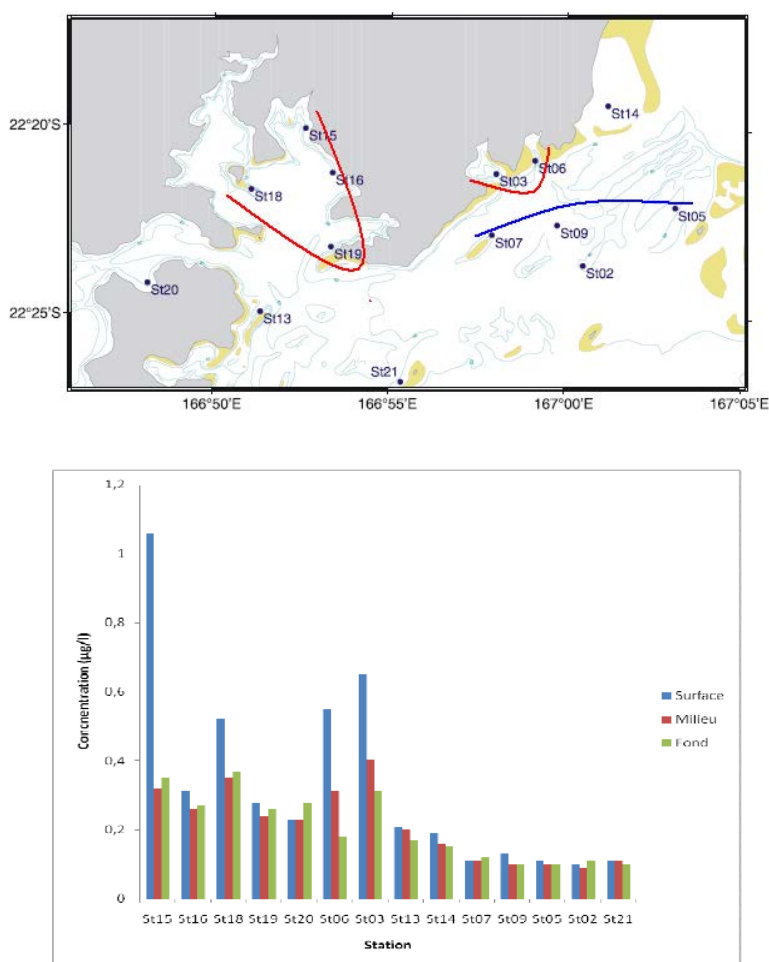 22°20'S
22°25'S
St14
St15
St06
St16
St03
St18
St05
St09
St07
St19
St02
St20
St13
St21
166°50'E
166°55'E
167°00'E
167°05'E
1,2
1
0,8
0,6
0,4
0,2
0
Concnentration (µg/l)
Surface
Milieu
Fond
St15 St16 St18 St19 St20 St06 St03 St13 St14 St07 St09 St05 St02 St21
Station